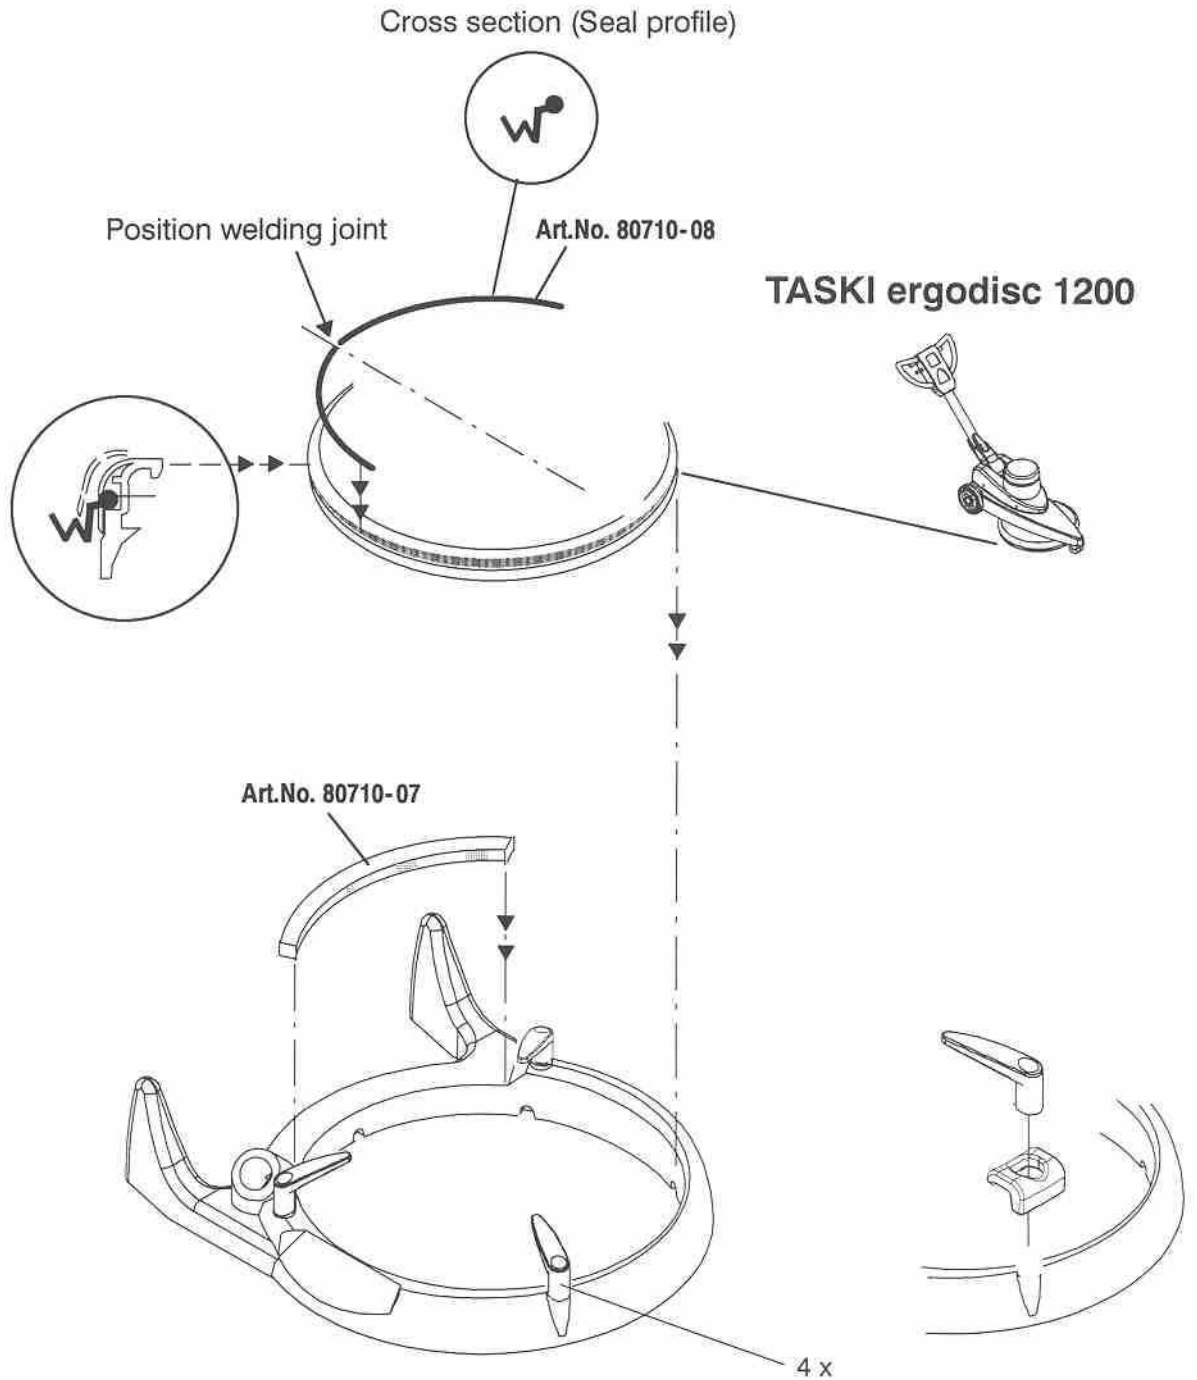 Cross section (Seal profile)
Position welding joint
Art.No. 80710-08
TASKI ergodisc 1200
Art.No. 80710-07
4 x